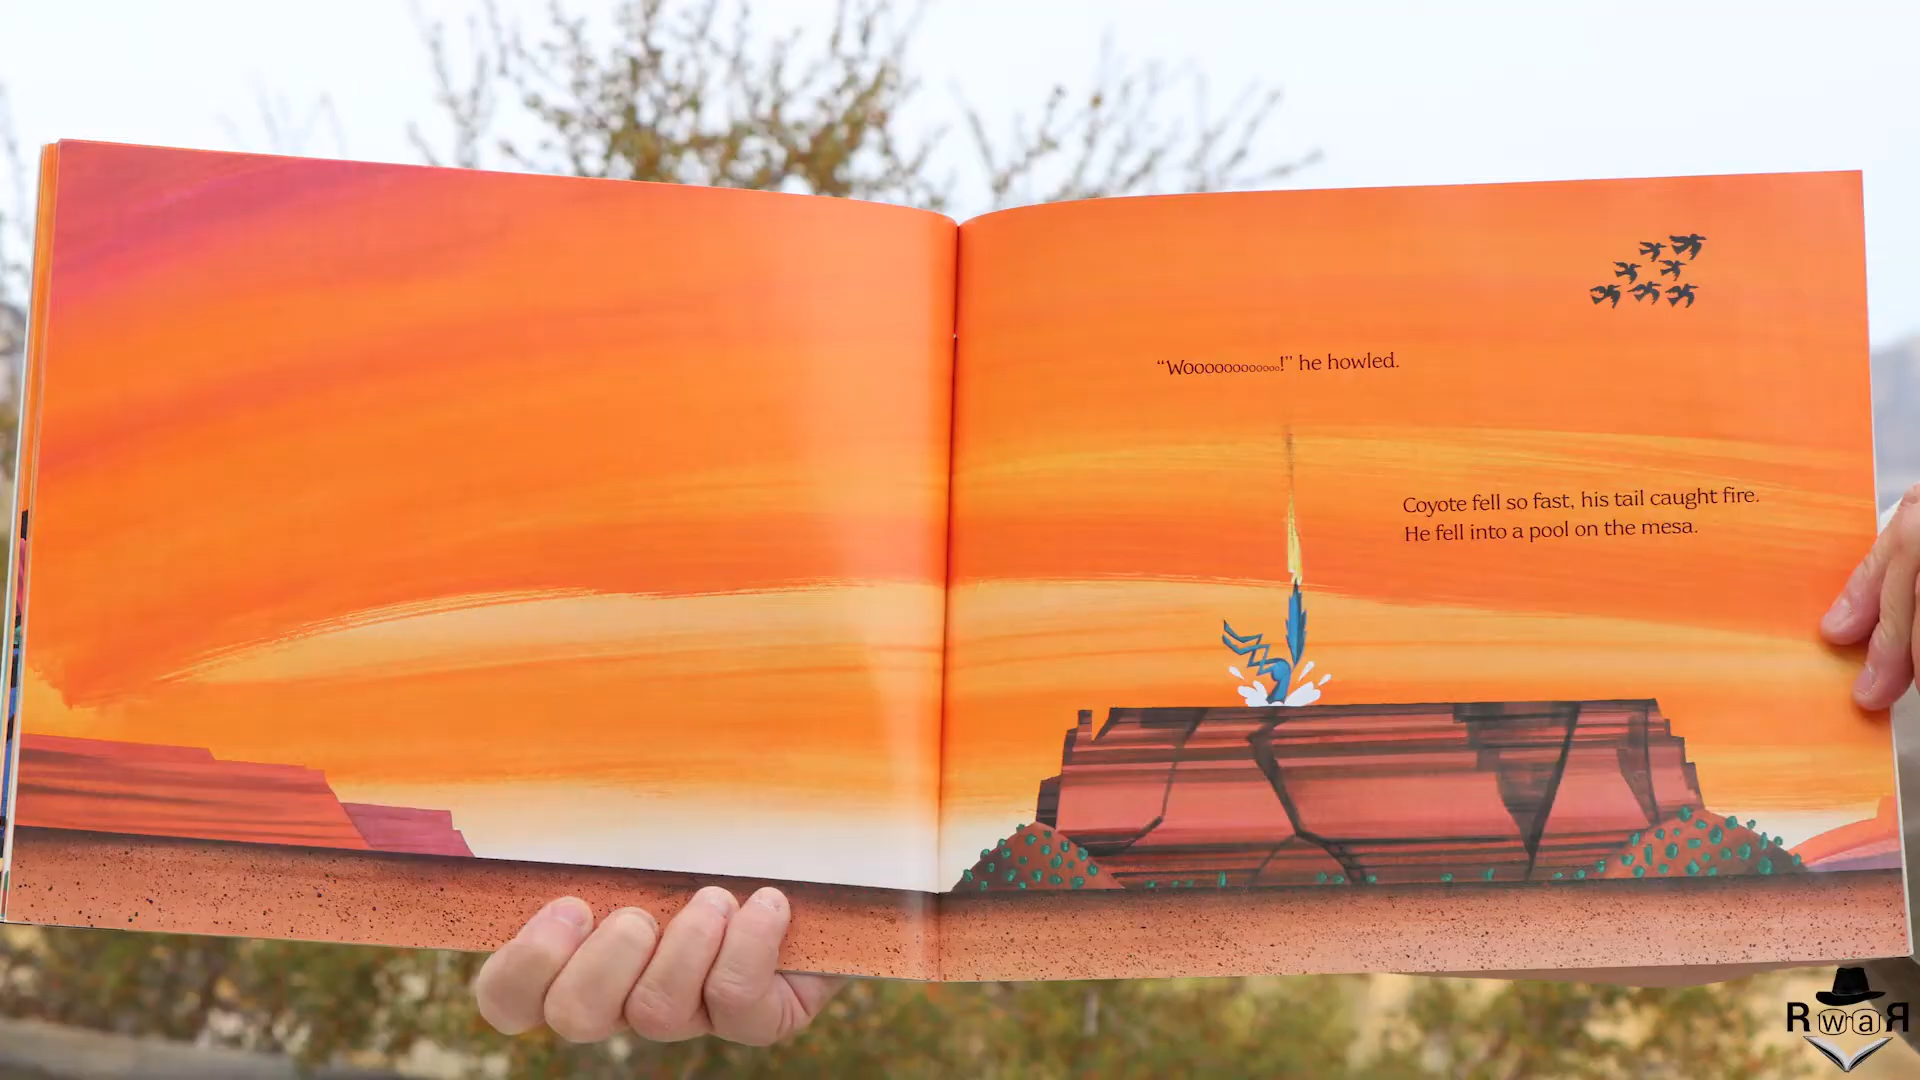 “Woooooooooooo!” he howled.
Coyote fell so fast, his tail caught fire.
He fell into a pool on the mesa.
RwaR